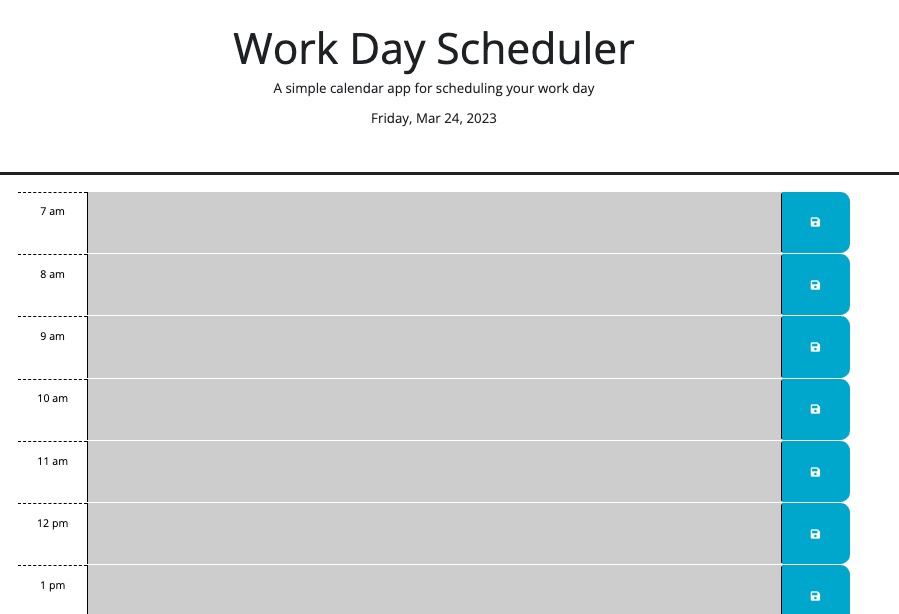 Work Day Scheduler
A simple calendar app for scheduling your work day
Friday, Mar 24, 2023
7 am
8 am
9 am
10 am
11 am
12 pm
1 pm